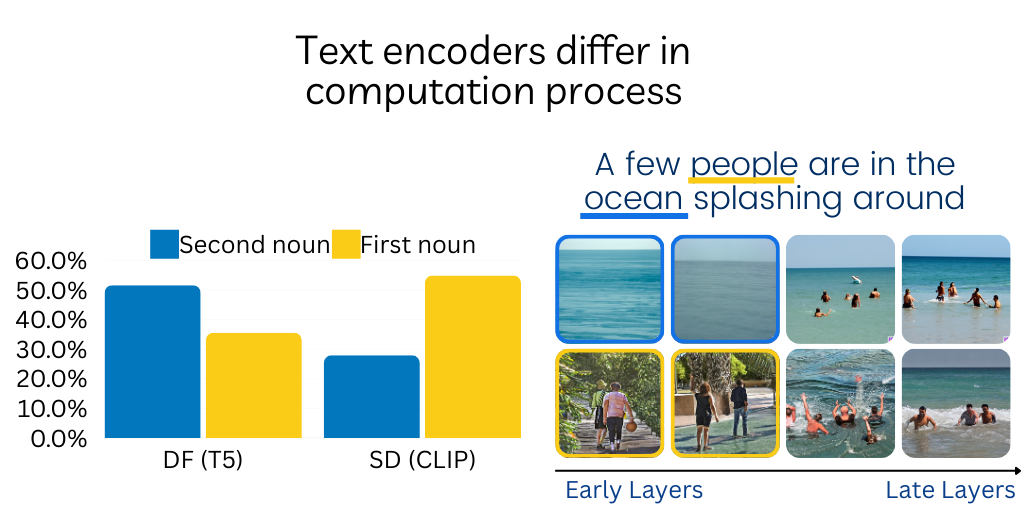 Text encoders differ in
computation process
A few people are in the
ocean splashing around
Second noun First noun
60.0%
50.0%
40.0%
30.0%
20.0%
10.0%
0.0%
DF (T5) SD (CLIP)
Early Layers Late Layers